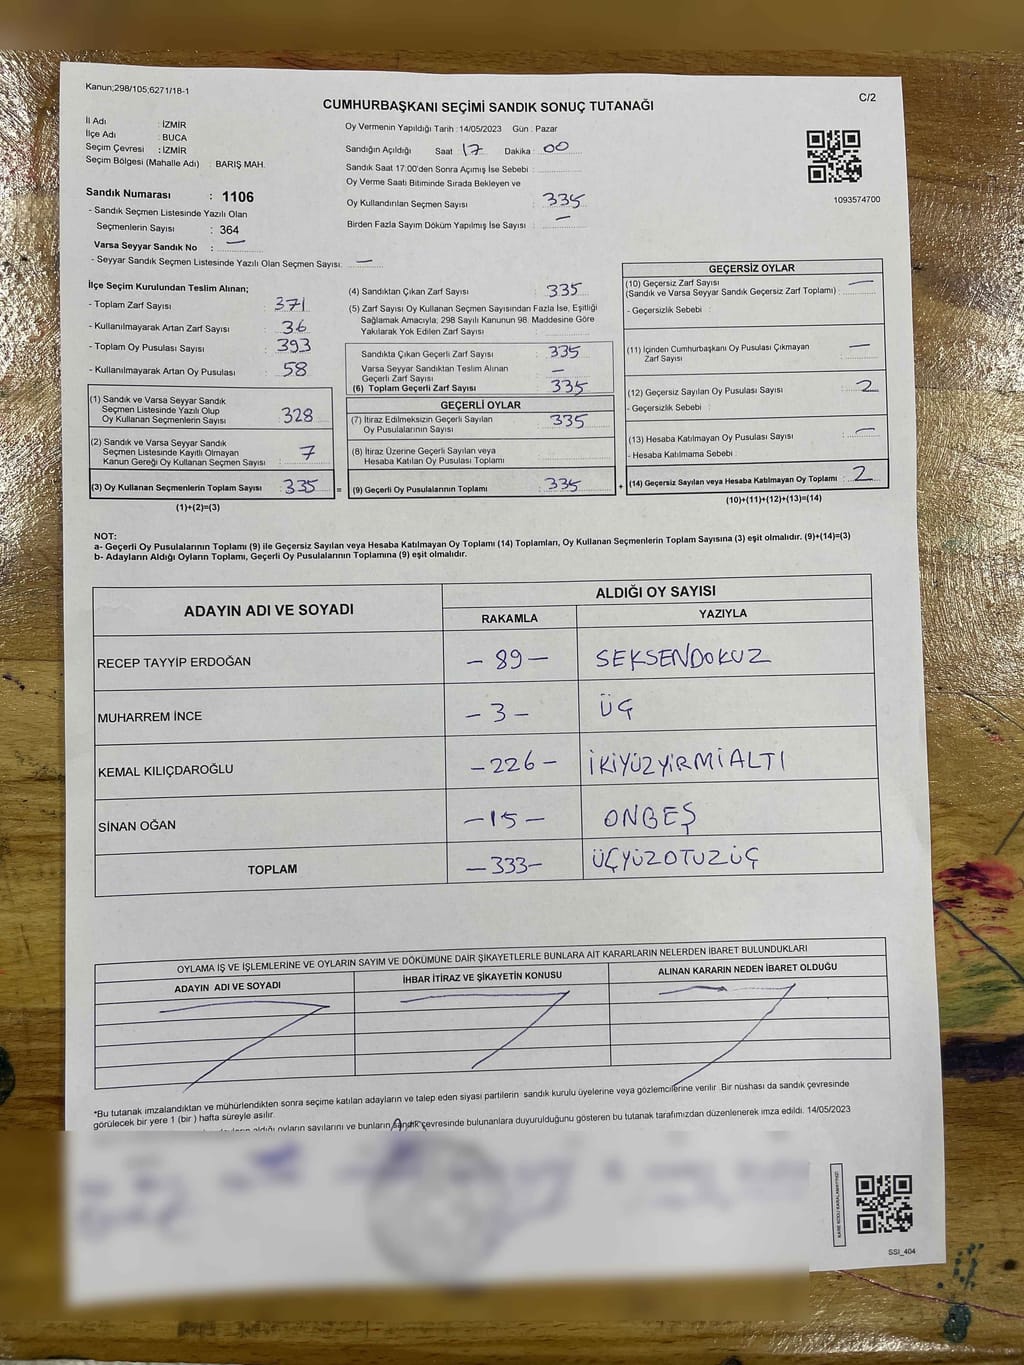 Kanun;298/105;6271/18-1
CUMHURBAŞKANI SEÇİMİ SANDIK SONUÇ TUTANAĞI
C/2
İl Adı : İZMİR
İlçe Adı : BUCA
Seçim Çevresi : İZMİR
Seçim Bölgesi (Mahalle Adı) : BARIŞ MAH.
Sandık Numarası : 1106
- Sandık Seçmen Listesinde Yazılı Olan
Seçmenlerin Sayısı : 364
Varsa Seyyar Sandık No : —
- Seyyar Sandık Seçmen Listesinde Yazılı Olan Seçmen Sayısı: —
Oy Vermenin Yapıldığı Tarih : 14/05/2023 Gün : Pazar
Sandığın Açıldığı Saat 17 Dakika : 00
Sandık Saat 17:00'den Sonra Açımış İse Sebebi :
Oy Verme Saati Bitiminde Sırada Bekleyen ve
Oy Kullandırılan Seçmen Sayısı : 335
Birden Fazla Sayım Döküm Yapılmış İse Sayısı : —
1093574700
İlçe Seçim Kurulundan Teslim Alınan;
- Toplam Zarf Sayısı : 371
- Kullanılmayarak Artan Zarf Sayısı : 36
- Toplam Oy Pusulası Sayısı : 393
- Kullanılmayarak Artan Oy Pusulası : 58
(1) Sandık ve Varsa Seyyar Sandık
Seçmen Listesinde Yazılı Olup
Oy Kullanan Seçmenlerin Sayısı : 328
(2) Sandık ve Varsa Seyyar Sandık
Seçmen Listesinde Kayıtlı Olmayan
Kanun Gereği Oy Kullanan Seçmen Sayısı : 7
(3) Oy Kullanan Seçmenlerin Toplam Sayısı : 335 =
(1)+(2)=(3)
(4) Sandıktan Çıkan Zarf Sayısı : 335
(5) Zarf Sayısı Oy Kullanan Seçmen Sayısından Fazla İse, Eşitliği
Sağlamak Amacıyla; 298 Sayılı Kanunun 98. Maddesine Göre
Yakılarak Yok Edilen Zarf Sayısı :
Sandıkta Çıkan Geçerli Zarf Sayısı : 335
Varsa Seyyar Sandıktan Teslim Alınan
Geçerli Zarf Sayısı : —
(6) Toplam Geçerli Zarf Sayısı : 335
GEÇERLİ OYLAR
(7) İtiraz Edilmeksizin Geçerli Sayılan
Oy Pusulalarının Sayısı : 335
(8) İtiraz Üzerine Geçerli Sayılan veya
Hesaba Katılan Oy Pusulası Toplamı :
(9) Geçerli Oy Pusulalarının Toplamı : 335 +
GEÇERSİZ OYLAR
(10) Geçersiz Zarf Sayısı
(Sandık ve Varsa Seyyar Sandık Geçersiz Zarf Toplamı) : —
- Geçersizlik Sebebi :
(11) İçinden Cumhurbaşkanı Oy Pusulası Çıkmayan
Zarf Sayısı : —
(12) Geçersiz Sayılan Oy Pusulası Sayısı : 2
- Geçersizlik Sebebi :
(13) Hesaba Katılmayan Oy Pusulası Sayısı : —
- Hesaba Katılmama Sebebi :
(14) Geçersiz Sayılan veya Hesaba Katılmayan Oy Toplamı : 2
(10)+(11)+(12)+(13)=(14)
NOT:
a- Geçerli Oy Pusulalarının Toplamı (9) ile Geçersiz Sayılan veya Hesaba Katılmayan Oy Toplamı (14) Toplamları, Oy Kullanan Seçmenlerin Toplam Sayısına (3) eşit olmalıdır. (9)+(14)=(3)
b- Adayların Aldığı Oyların Toplamı, Geçerli Oy Pusulalarının Toplamına (9) eşit olmalıdır.
ADAYIN ADI VE SOYADI ALDIĞI OY SAYISI
RAKAMLA YAZIYLA
RECEP TAYYİP ERDOĞAN - 89 - SEKSENDOKUZ
MUHARREM İNCE - 3 - ÜÇ
KEMAL KILIÇDAROĞLU - 226 - İKİYÜZYİRMİALTI
SİNAN OĞAN - 15 - ONBEŞ
TOPLAM - 333 - ÜÇYÜZOTUZÜÇ
OYLAMA İŞ VE İŞLEMLERİNE VE OYLARIN SAYIM VE DÖKÜMÜNE DAİR ŞİKAYETLERLE BUNLARA AİT KARARLARIN NELERDEN İBARET BULUNDUKLARI
ADAYIN ADI VE SOYADI İHBAR İTİRAZ VE ŞİKAYETİN KONUSU ALINAN KARARIN NEDEN İBARET OLDUĞU
*Bu tutanak imzalandıktan ve mühürlendikten sonra seçime katılan adayların ve talep eden siyasi partilerin sandık kurulu üyelerine veya gözlemcilerine verilir. Bir nüshası da sandık çevresinde
görülecek bir yere 1 (bir) hafta süreyle asılır.
aldığı oyların sayılarını ve bunların sandık çevresinde bulunanlara duyurulduğunu gösteren bu tutanak tarafımızdan düzenlenerek imza edildi. 14/05/2023
KARE KODU KARALAMAYINIZ!
SSI_404